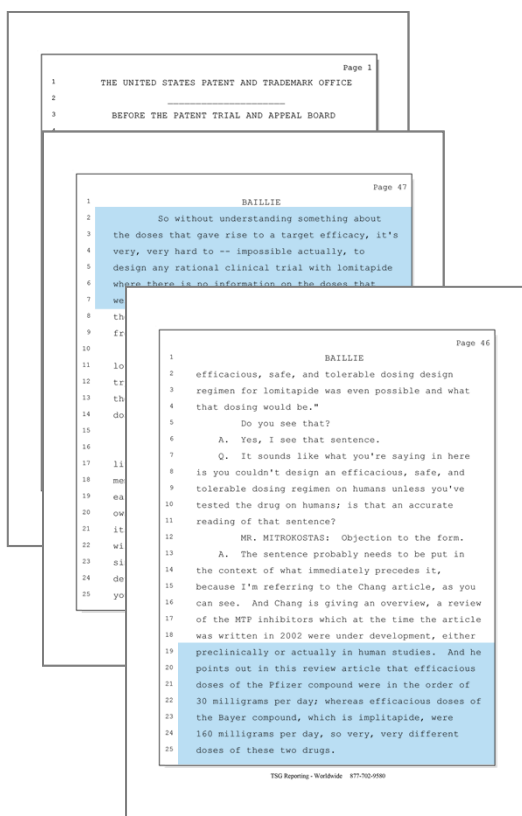 Page 1
1 THE UNITED STATES PATENT AND TRADEMARK OFFICE
2 ______________________
3 BEFORE THE PATENT TRIAL AND APPEAL BOARD
Page 47
1 BAILLIE
2 So without understanding something about
3 the doses that gave rise to a target efficacy, it's
4 very, very hard to -- impossible actually, to
5 design any rational clinical trial with lomitapide
6 where there is no information on the doses that
7 we
8 th
9 fr
10
11 lo
12 tr
13 th
14 do
15
16
17 li
18 me
19 ea
20 ow
21 it
22 wi
23 si
24 de
25 yo
Page 46
1 BAILLIE
2 efficacious, safe, and tolerable dosing design
3 regimen for lomitapide was even possible and what
4 that dosing would be."
5 Do you see that?
6 A. Yes, I see that sentence.
7 Q. It sounds like what you're saying in here
8 is you couldn't design an efficacious, safe, and
9 tolerable dosing regimen on humans unless you've
10 tested the drug on humans; is that an accurate
11 reading of that sentence?
12 MR. MITROKOSTAS: Objection to the form.
13 A. The sentence probably needs to be put in
14 the context of what immediately precedes it,
15 because I'm referring to the Chang article, as you
16 can see. And Chang is giving an overview, a review
17 of the MTP inhibitors which at the time the article
18 was written in 2002 were under development, either
19 preclinically or actually in human studies. And he
20 points out in this review article that efficacious
21 doses of the Pfizer compound were in the order of
22 30 milligrams per day; whereas efficacious doses of
23 the Bayer compound, which is implitapide, were
24 160 milligrams per day, so very, very different
25 doses of these two drugs.
TSG Reporting - Worldwide 877-702-9580